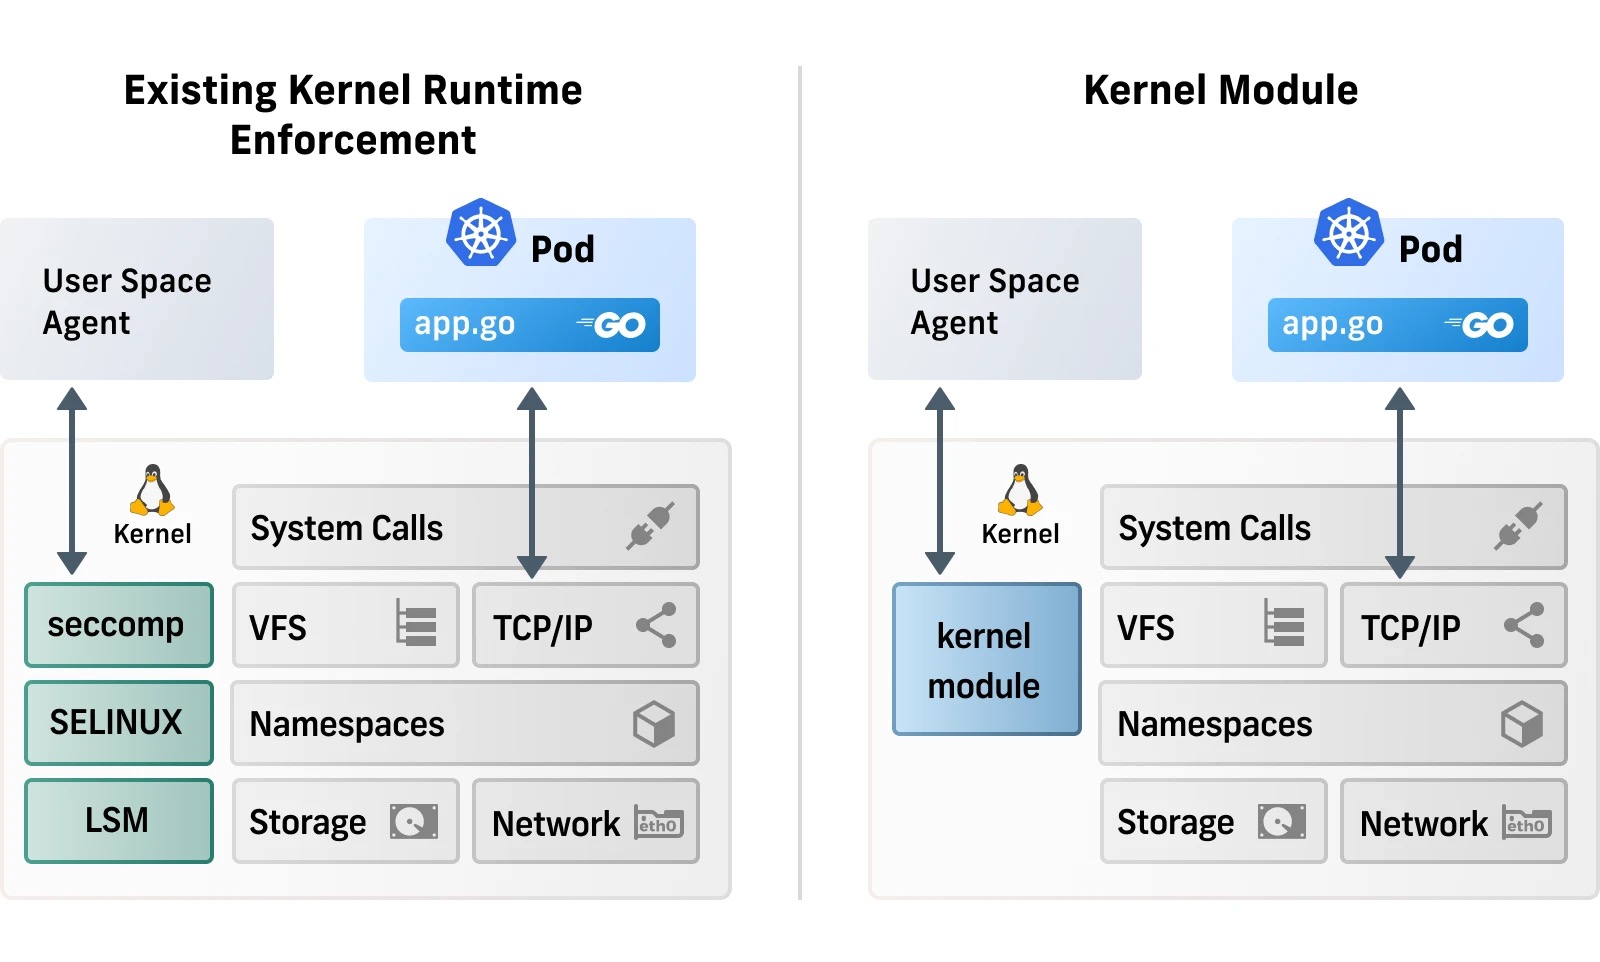 Existing Kernel Runtime
Enforcement
User Space
Agent
Pod
app.go
GO
Kernel
System Calls
seccomp
VFS
TCP/IP
SELINUX
Namespaces
LSM
Storage
Network
eth0
Kernel Module
User Space
Agent
Pod
app.go
GO
Kernel
System Calls
kernel
module
VFS
TCP/IP
Namespaces
Storage
Network
eth0